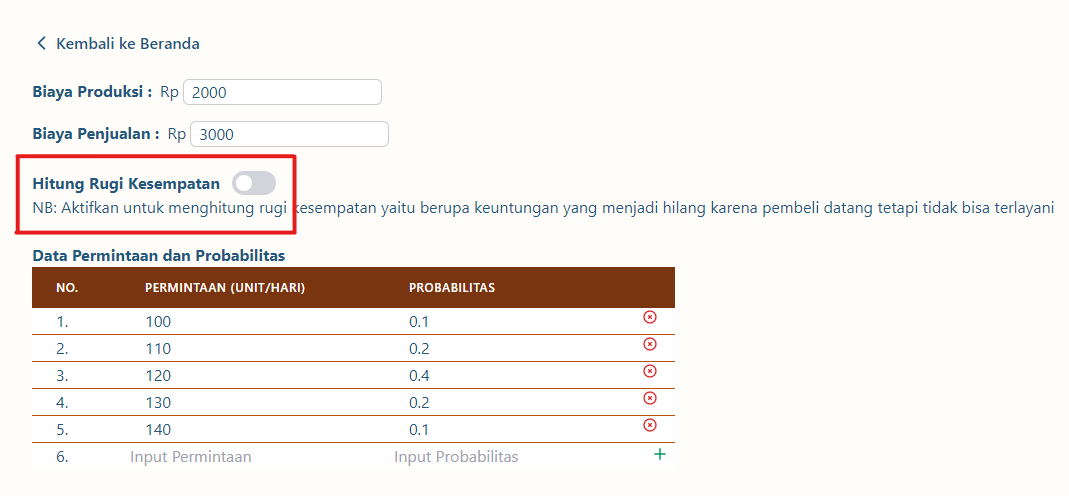 Kembali ke Beranda
Biaya Produksi : Rp 2000
Biaya Penjualan : Rp 3000
Hitung Rugi Kesempatan
NB: Aktifkan untuk menghitung rugi kesempatan yaitu berupa keuntungan yang menjadi hilang karena pembeli datang tetapi tidak bisa terlayani
Data Permintaan dan Probabilitas
NO. PERMINTAAN (UNIT/HARI) PROBABILITAS
1. 100 0.1
2. 110 0.2
3. 120 0.4
4. 130 0.2
5. 140 0.1
6. Input Permintaan Input Probabilitas